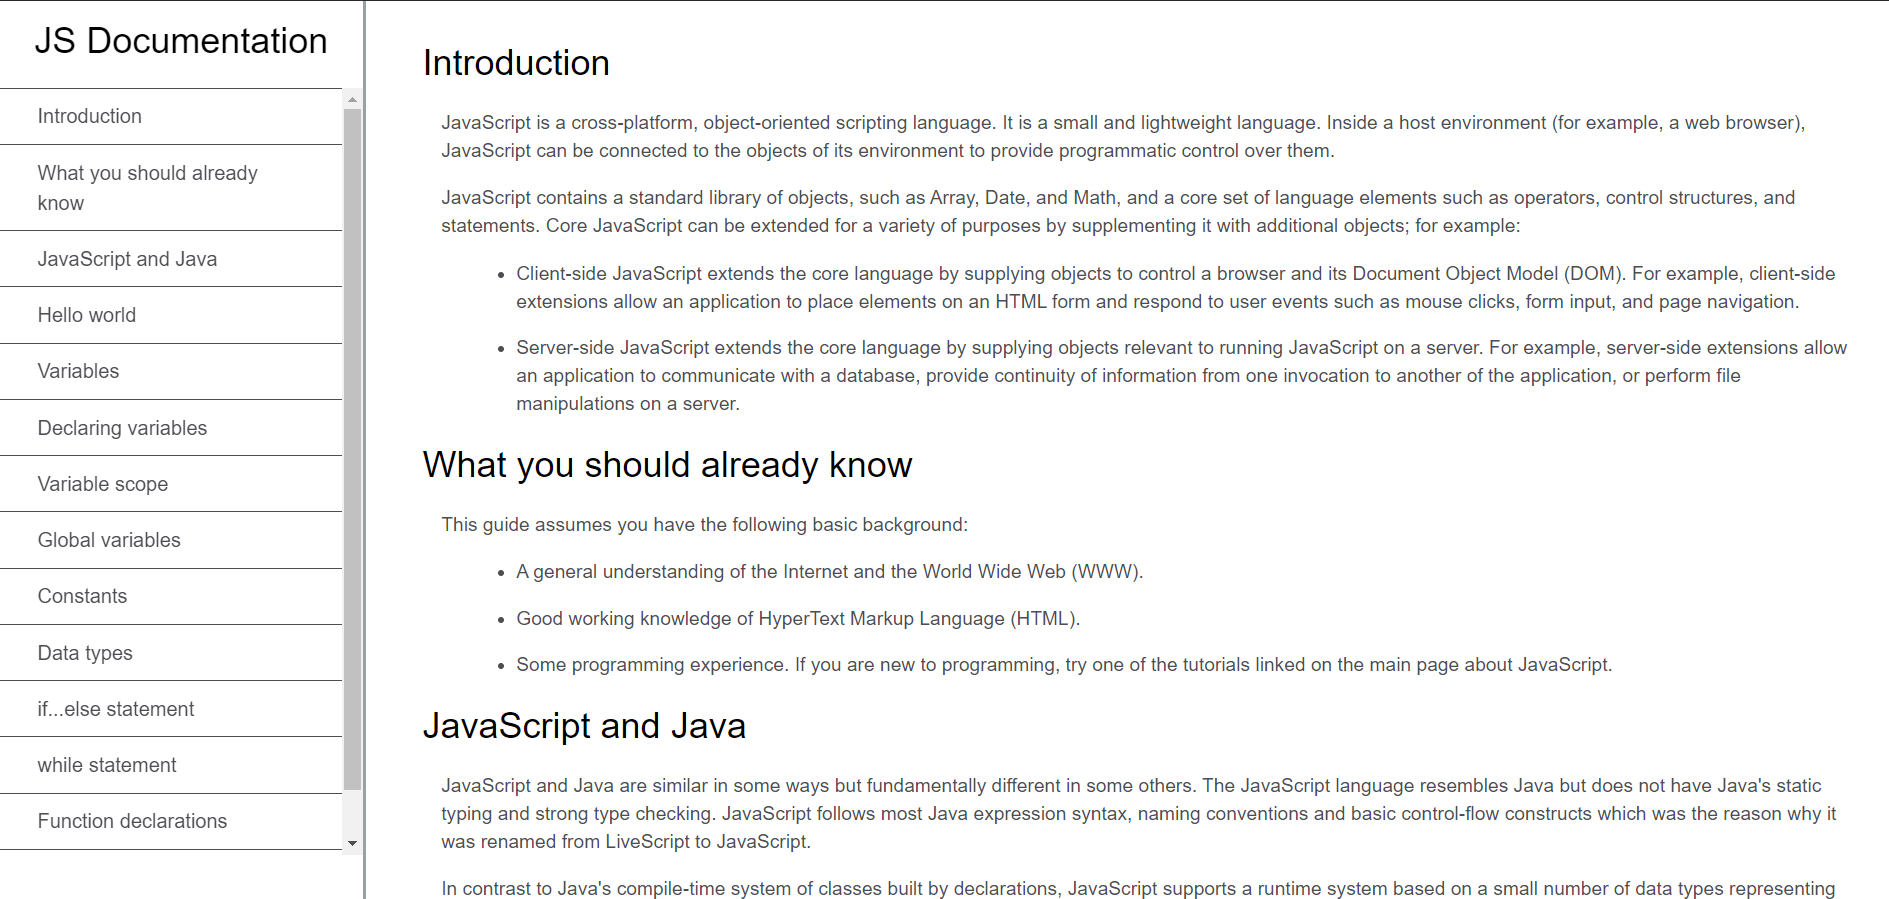 JS Documentation
Introduction
What you should already
know
JavaScript and Java
Hello world
Variables
Declaring variables
Variable scope
Global variables
Constants
Data types
if...else statement
while statement
Function declarations
Introduction
JavaScript is a cross-platform, object-oriented scripting language. It is a small and lightweight language. Inside a host environment (for example, a web browser),
JavaScript can be connected to the objects of its environment to provide programmatic control over them.
JavaScript contains a standard library of objects, such as Array, Date, and Math, and a core set of language elements such as operators, control structures, and
statements. Core JavaScript can be extended for a variety of purposes by supplementing it with additional objects; for example:
• Client-side JavaScript extends the core language by supplying objects to control a browser and its Document Object Model (DOM). For example, client-side
extensions allow an application to place elements on an HTML form and respond to user events such as mouse clicks, form input, and page navigation.
• Server-side JavaScript extends the core language by supplying objects relevant to running JavaScript on a server. For example, server-side extensions allow
an application to communicate with a database, provide continuity of information from one invocation to another of the application, or perform file
manipulations on a server.
What you should already know
This guide assumes you have the following basic background:
• A general understanding of the Internet and the World Wide Web (WWW).
• Good working knowledge of HyperText Markup Language (HTML).
• Some programming experience. If you are new to programming, try one of the tutorials linked on the main page about JavaScript.
JavaScript and Java
JavaScript and Java are similar in some ways but fundamentally different in some others. The JavaScript language resembles Java but does not have Java's static
typing and strong type checking. JavaScript follows most Java expression syntax, naming conventions and basic control-flow constructs which was the reason why it
was renamed from LiveScript to JavaScript.
In contrast to Java's compile-time system of classes built by declarations, JavaScript supports a runtime system based on a small number of data types representing